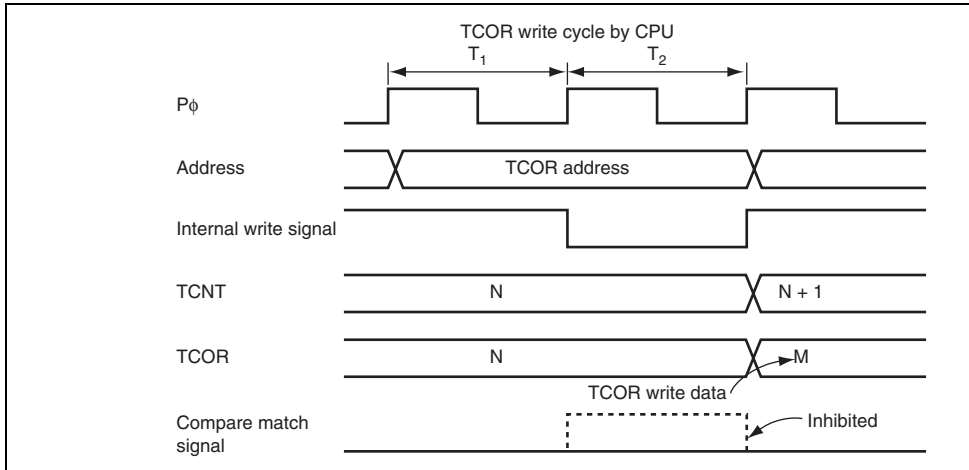 TCOR write cycle by CPU
T1 T2
Pϕ
Address TCOR address
Internal write signal
TCNT N N + 1
TCOR N M
TCOR write data
Compare match
signal
Inhibited